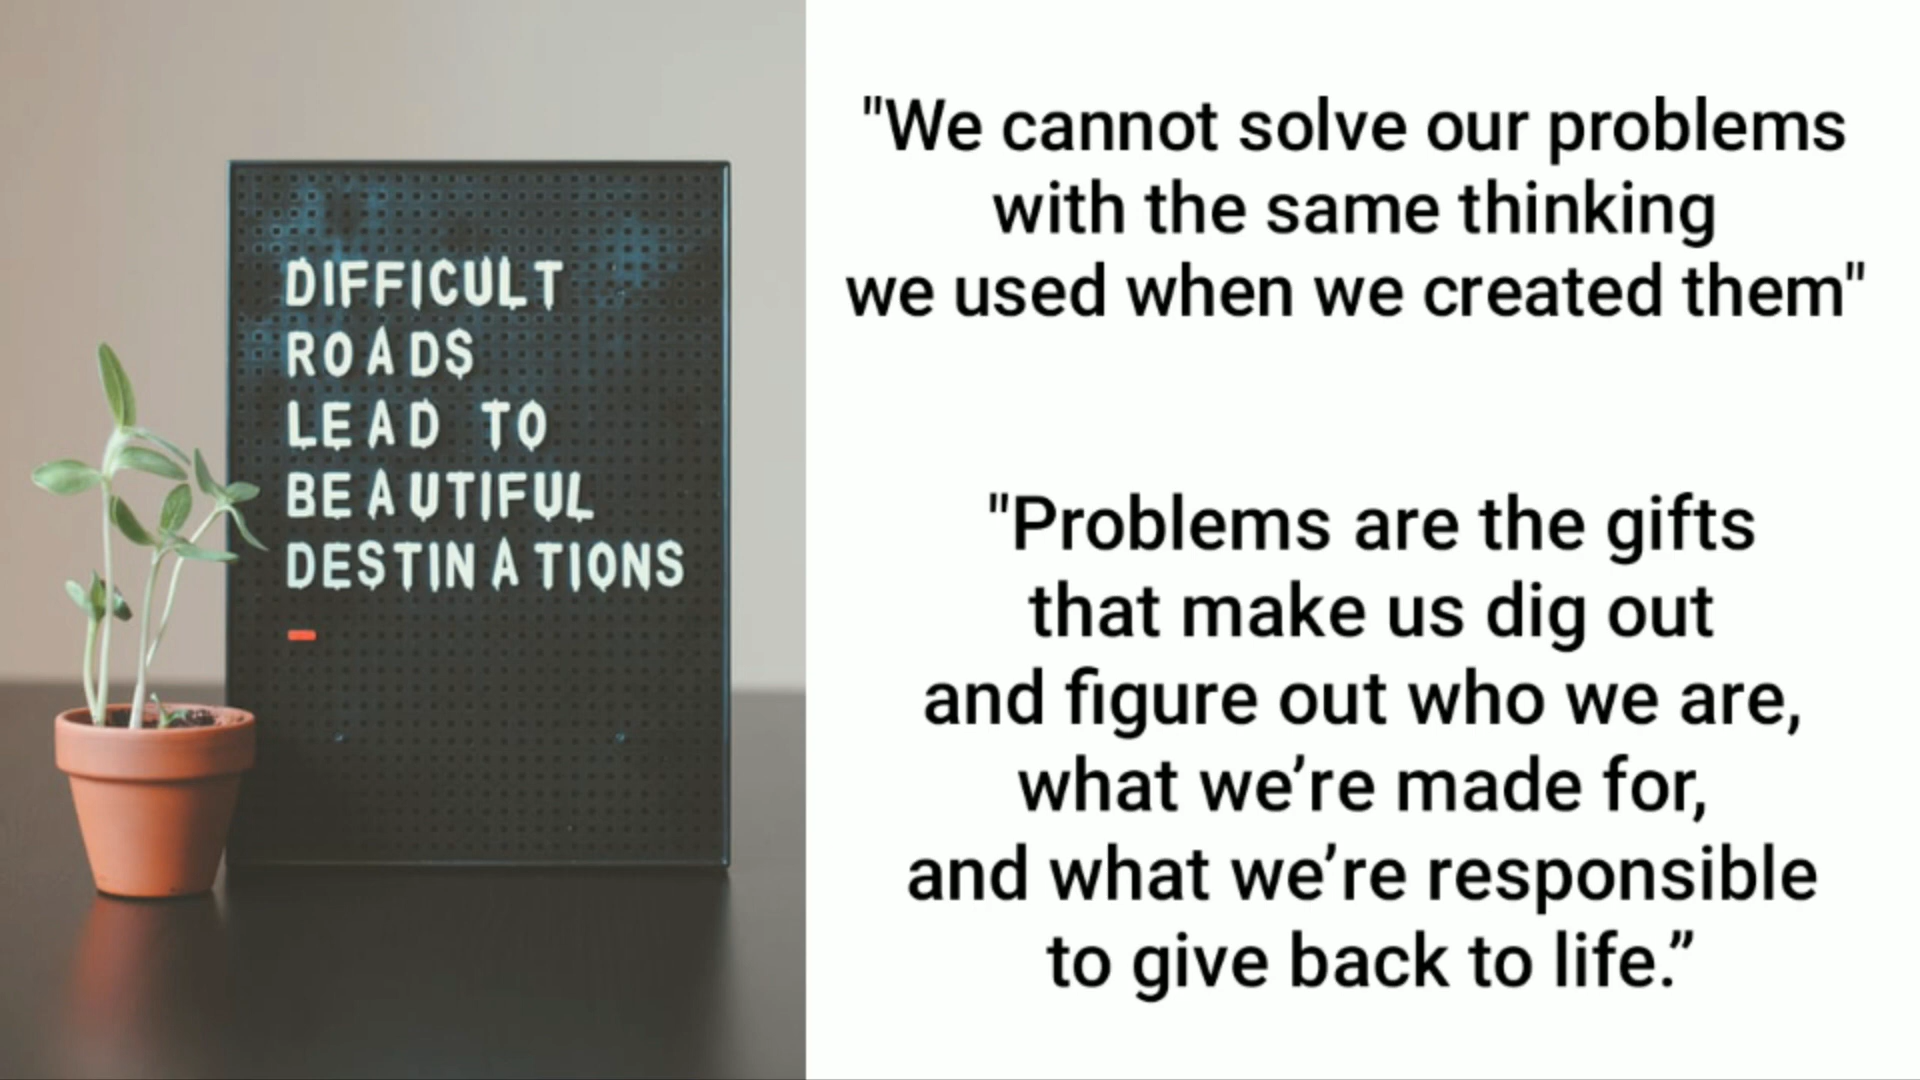 DIFFICULT
ROADS
LEAD TO
BEAUTIFUL
DESTINATIONS
"We cannot solve our problems
with the same thinking
we used when we created them"
"Problems are the gifts
that make us dig out
and figure out who we are,
what we’re made for,
and what we’re responsible
to give back to life.”